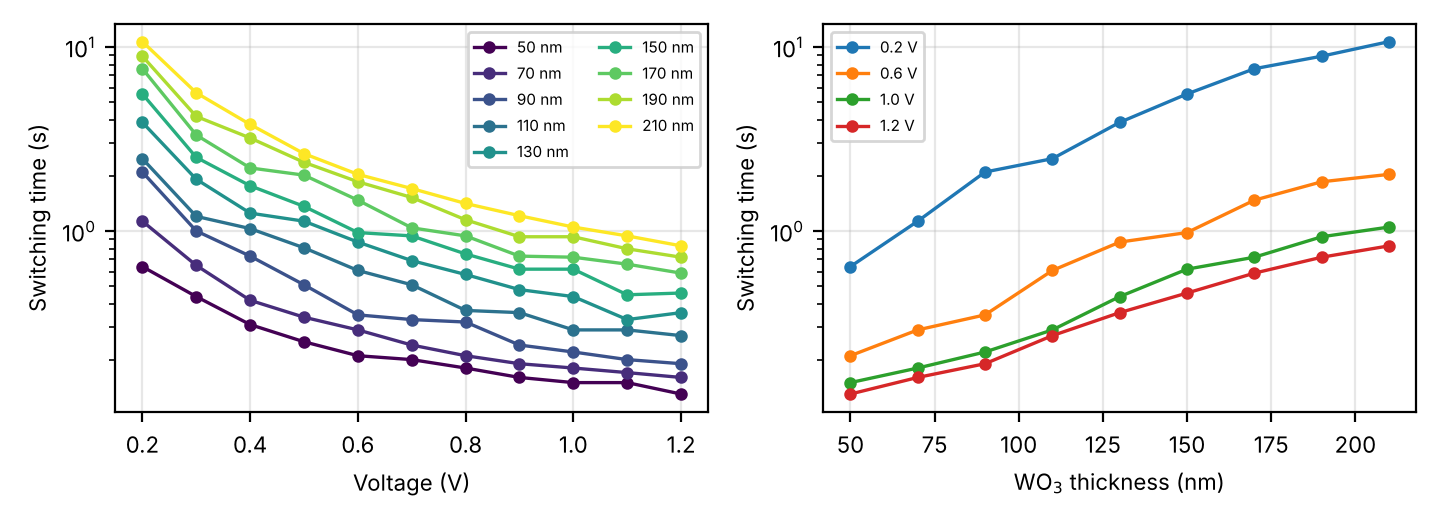 Switching time (s)
10¹
10⁰
0.2 0.4 0.6 0.8 1.0 1.2
Voltage (V)
50 nm 150 nm
70 nm 170 nm
90 nm 190 nm
110 nm 210 nm
130 nm
Switching time (s)
10¹
10⁰
50 75 100 125 150 175 200
WO₃ thickness (nm)
0.2 V
0.6 V
1.0 V
1.2 V